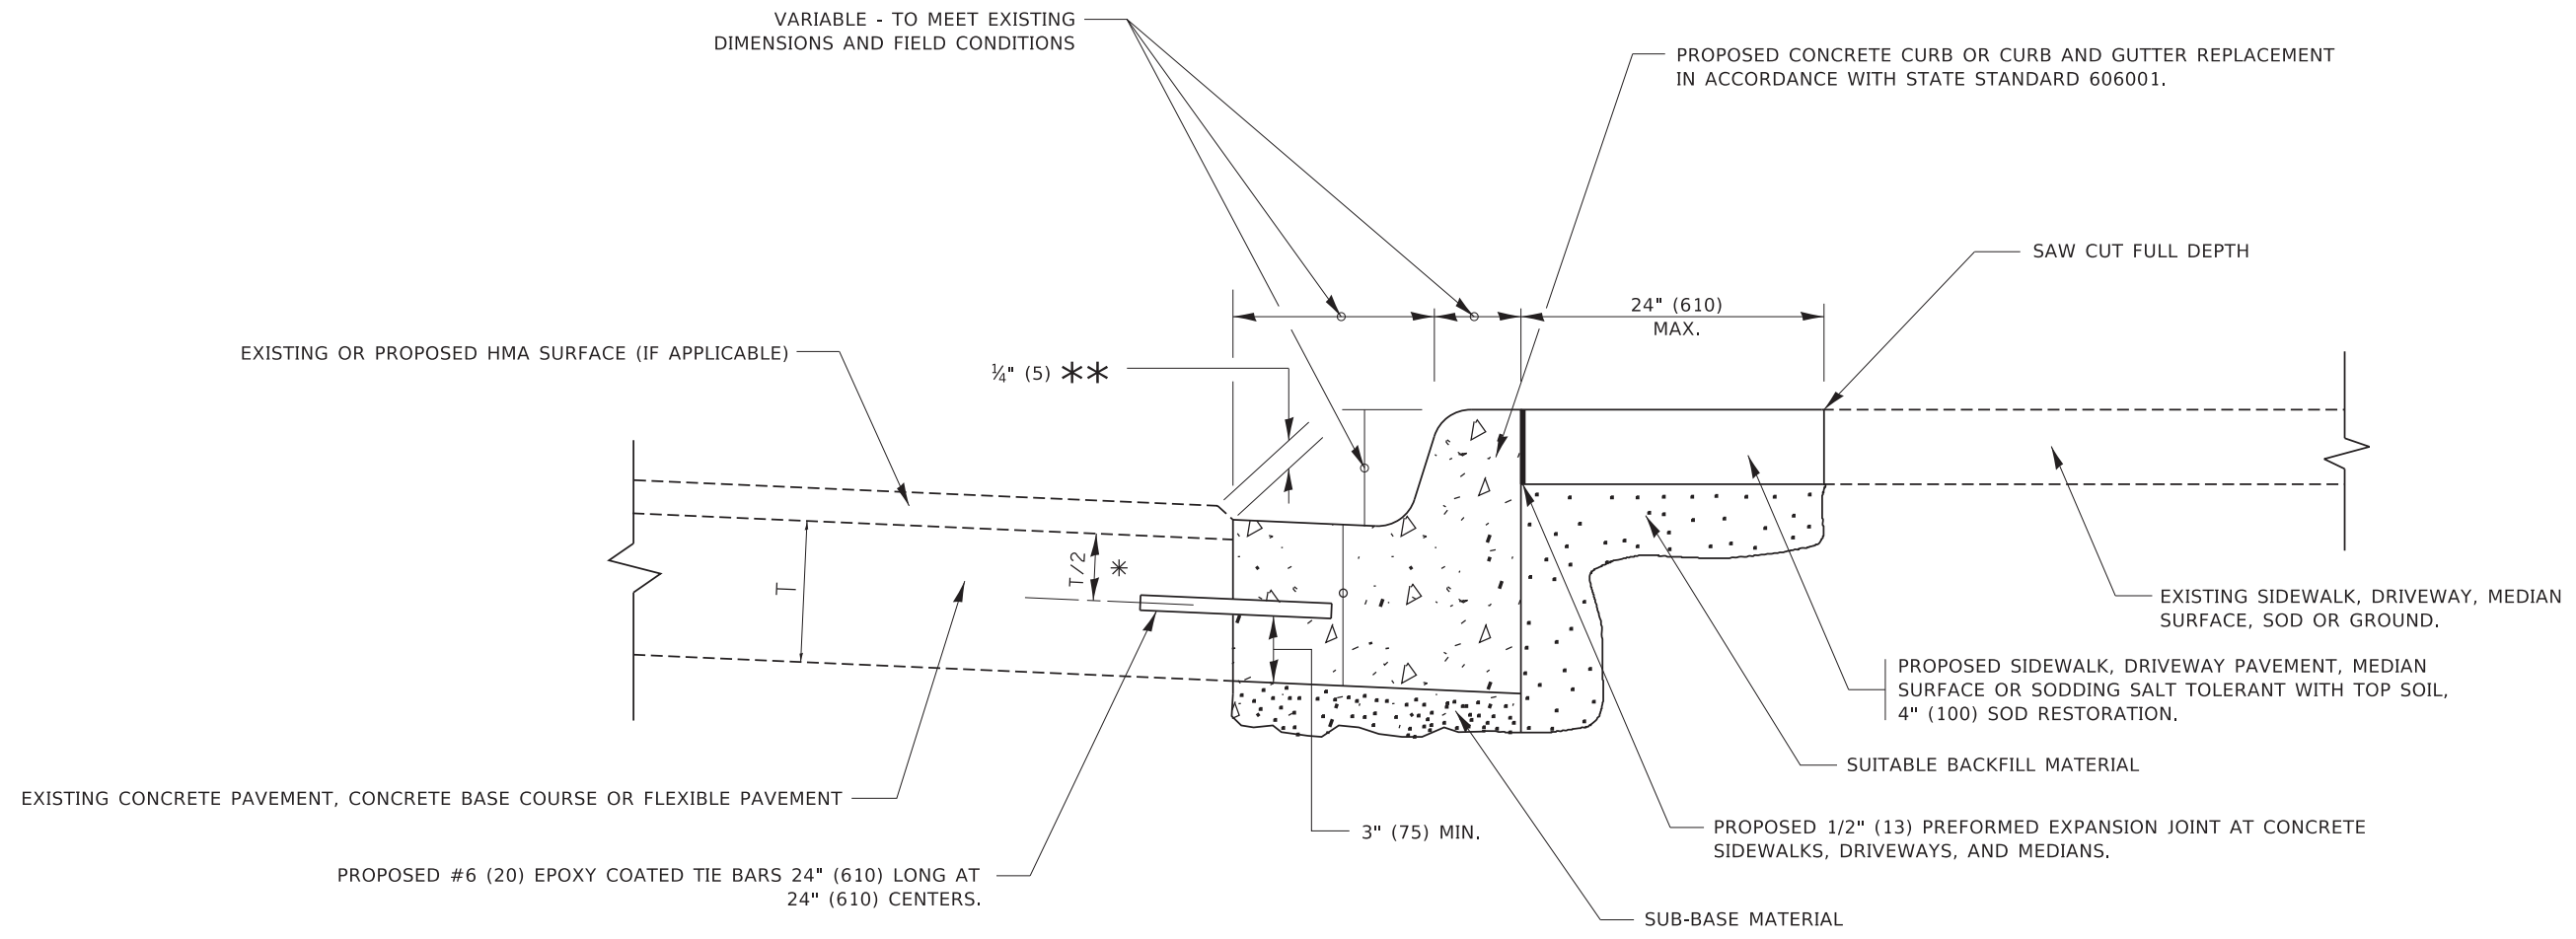 VARIABLE - TO MEET EXISTING
DIMENSIONS AND FIELD CONDITIONS
PROPOSED CONCRETE CURB OR CURB AND GUTTER REPLACEMENT
IN ACCORDANCE WITH STATE STANDARD 606001.
SAW CUT FULL DEPTH
24" (610)
MAX.
EXISTING OR PROPOSED HMA SURFACE (IF APPLICABLE)
¼" (5) **
T
T/2 *
EXISTING SIDEWALK, DRIVEWAY, MEDIAN
SURFACE, SOD OR GROUND.
PROPOSED SIDEWALK, DRIVEWAY PAVEMENT, MEDIAN
SURFACE OR SODDING SALT TOLERANT WITH TOP SOIL,
4" (100) SOD RESTORATION.
SUITABLE BACKFILL MATERIAL
EXISTING CONCRETE PAVEMENT, CONCRETE BASE COURSE OR FLEXIBLE PAVEMENT
3" (75) MIN.
PROPOSED 1/2" (13) PREFORMED EXPANSION JOINT AT CONCRETE
SIDEWALKS, DRIVEWAYS, AND MEDIANS.
PROPOSED #6 (20) EPOXY COATED TIE BARS 24" (610) LONG AT
24" (610) CENTERS.
SUB-BASE MATERIAL